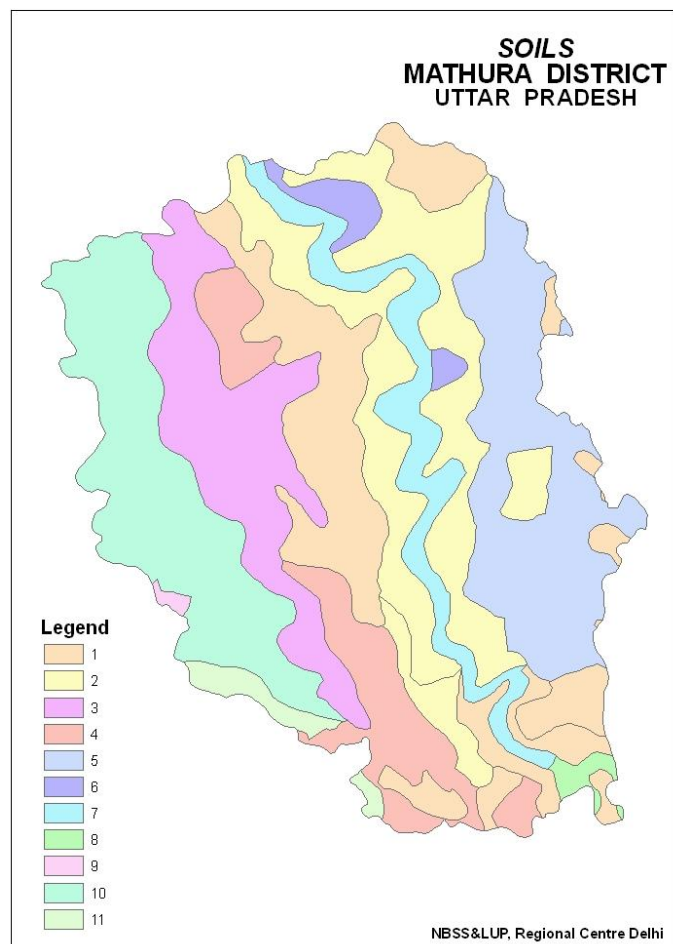 SOILS
MATHURA DISTRICT
UTTAR PRADESH
Legend
1
2
3
4
5
6
7
8
9
10
11
NBSS&LUP, Regional Centre Delhi